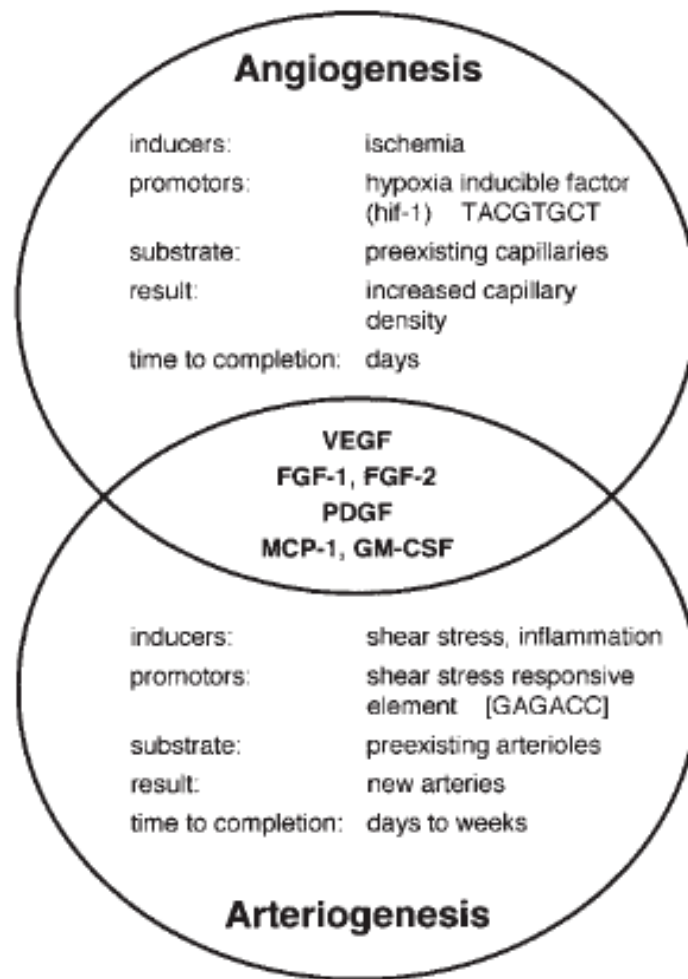 Angiogenesis
inducers: ischemia
promotors: hypoxia inducible factor
(hif-1) TACGTGCT
substrate: preexisting capillaries
result: increased capillary
density
time to completion: days
VEGF
FGF-1, FGF-2
PDGF
MCP-1, GM-CSF
inducers: shear stress, inflammation
promotors: shear stress responsive
element [GAGACC]
substrate: preexisting arterioles
result: new arteries
time to completion: days to weeks
Arteriogenesis